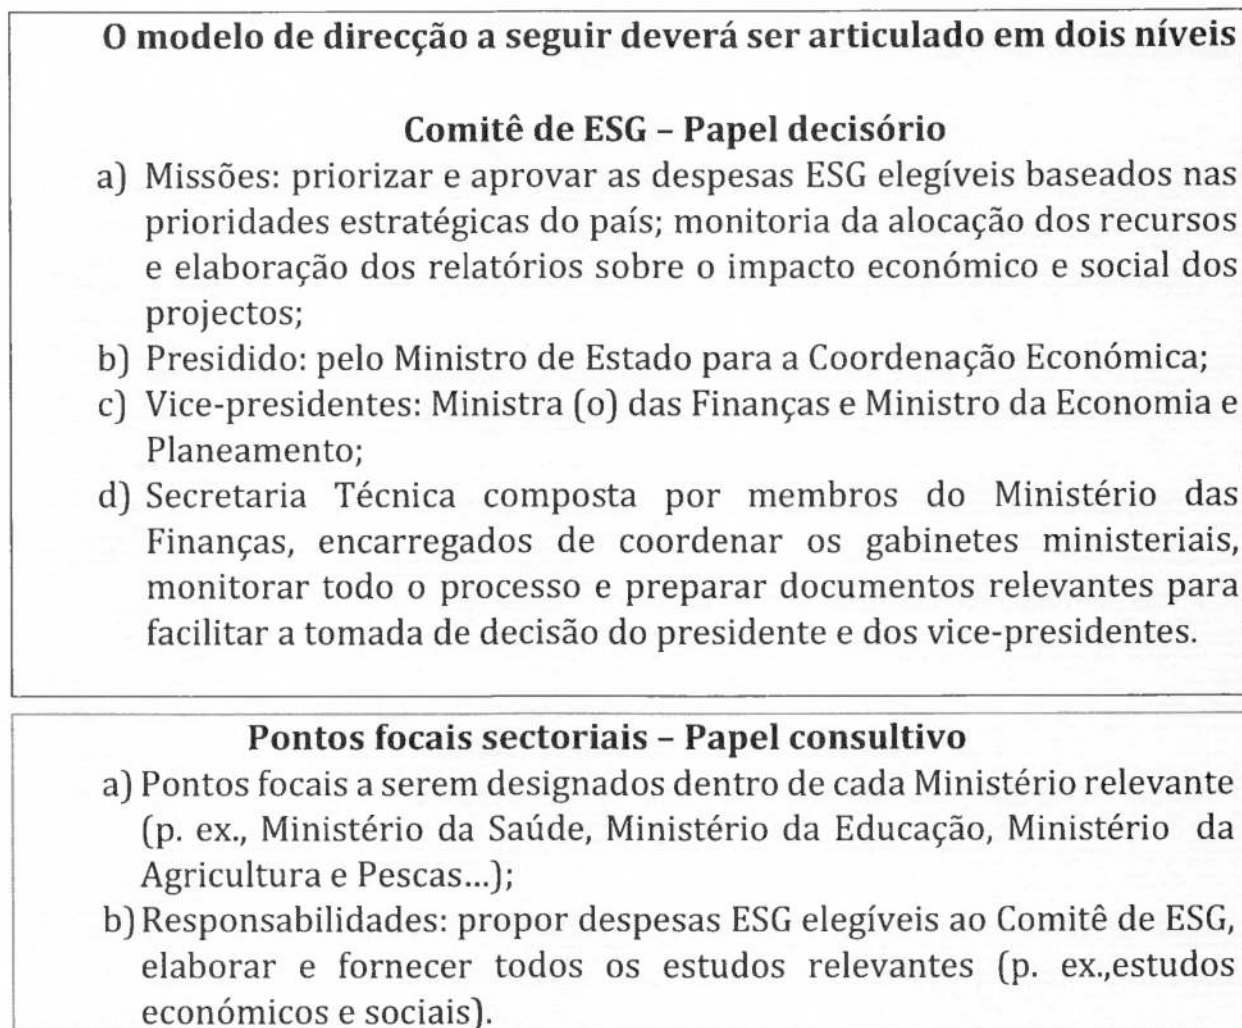 O modelo de direcção a seguir deverá ser articulado em dois níveis
Comitê de ESG – Papel decisório
a) Missões: priorizar e aprovar as despesas ESG elegíveis baseados nas
prioridades estratégicas do país; monitoria da alocação dos recursos
e elaboração dos relatórios sobre o impacto económico e social dos
projectos;
b) Presidido: pelo Ministro de Estado para a Coordenação Económica;
c) Vice-presidentes: Ministra (o) das Finanças e Ministro da Economia e
Planeamento;
d) Secretaria Técnica composta por membros do Ministério das
Finanças, encarregados de coordenar os gabinetes ministeriais,
monitorar todo o processo e preparar documentos relevantes para
facilitar a tomada de decisão do presidente e dos vice-presidentes.
Pontos focais sectoriais – Papel consultivo
a) Pontos focais a serem designados dentro de cada Ministério relevante
(p. ex., Ministério da Saúde, Ministério da Educação, Ministério da
Agricultura e Pescas...);
b) Responsabilidades: propor despesas ESG elegíveis ao Comitê de ESG,
elaborar e fornecer todos os estudos relevantes (p. ex.,estudos
económicos e sociais).